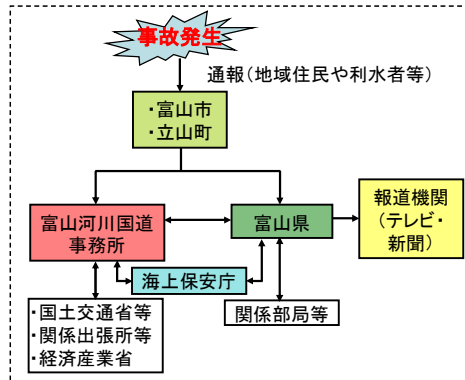 事故発生
通報(地域住民や利水者等)
・富山市
・立山町
富山河川国道
事務所
富山県
報道機関
(テレビ・
新聞)
海上保安庁
・国土交通省等
・関係出張所等
・経済産業省
関係部局等